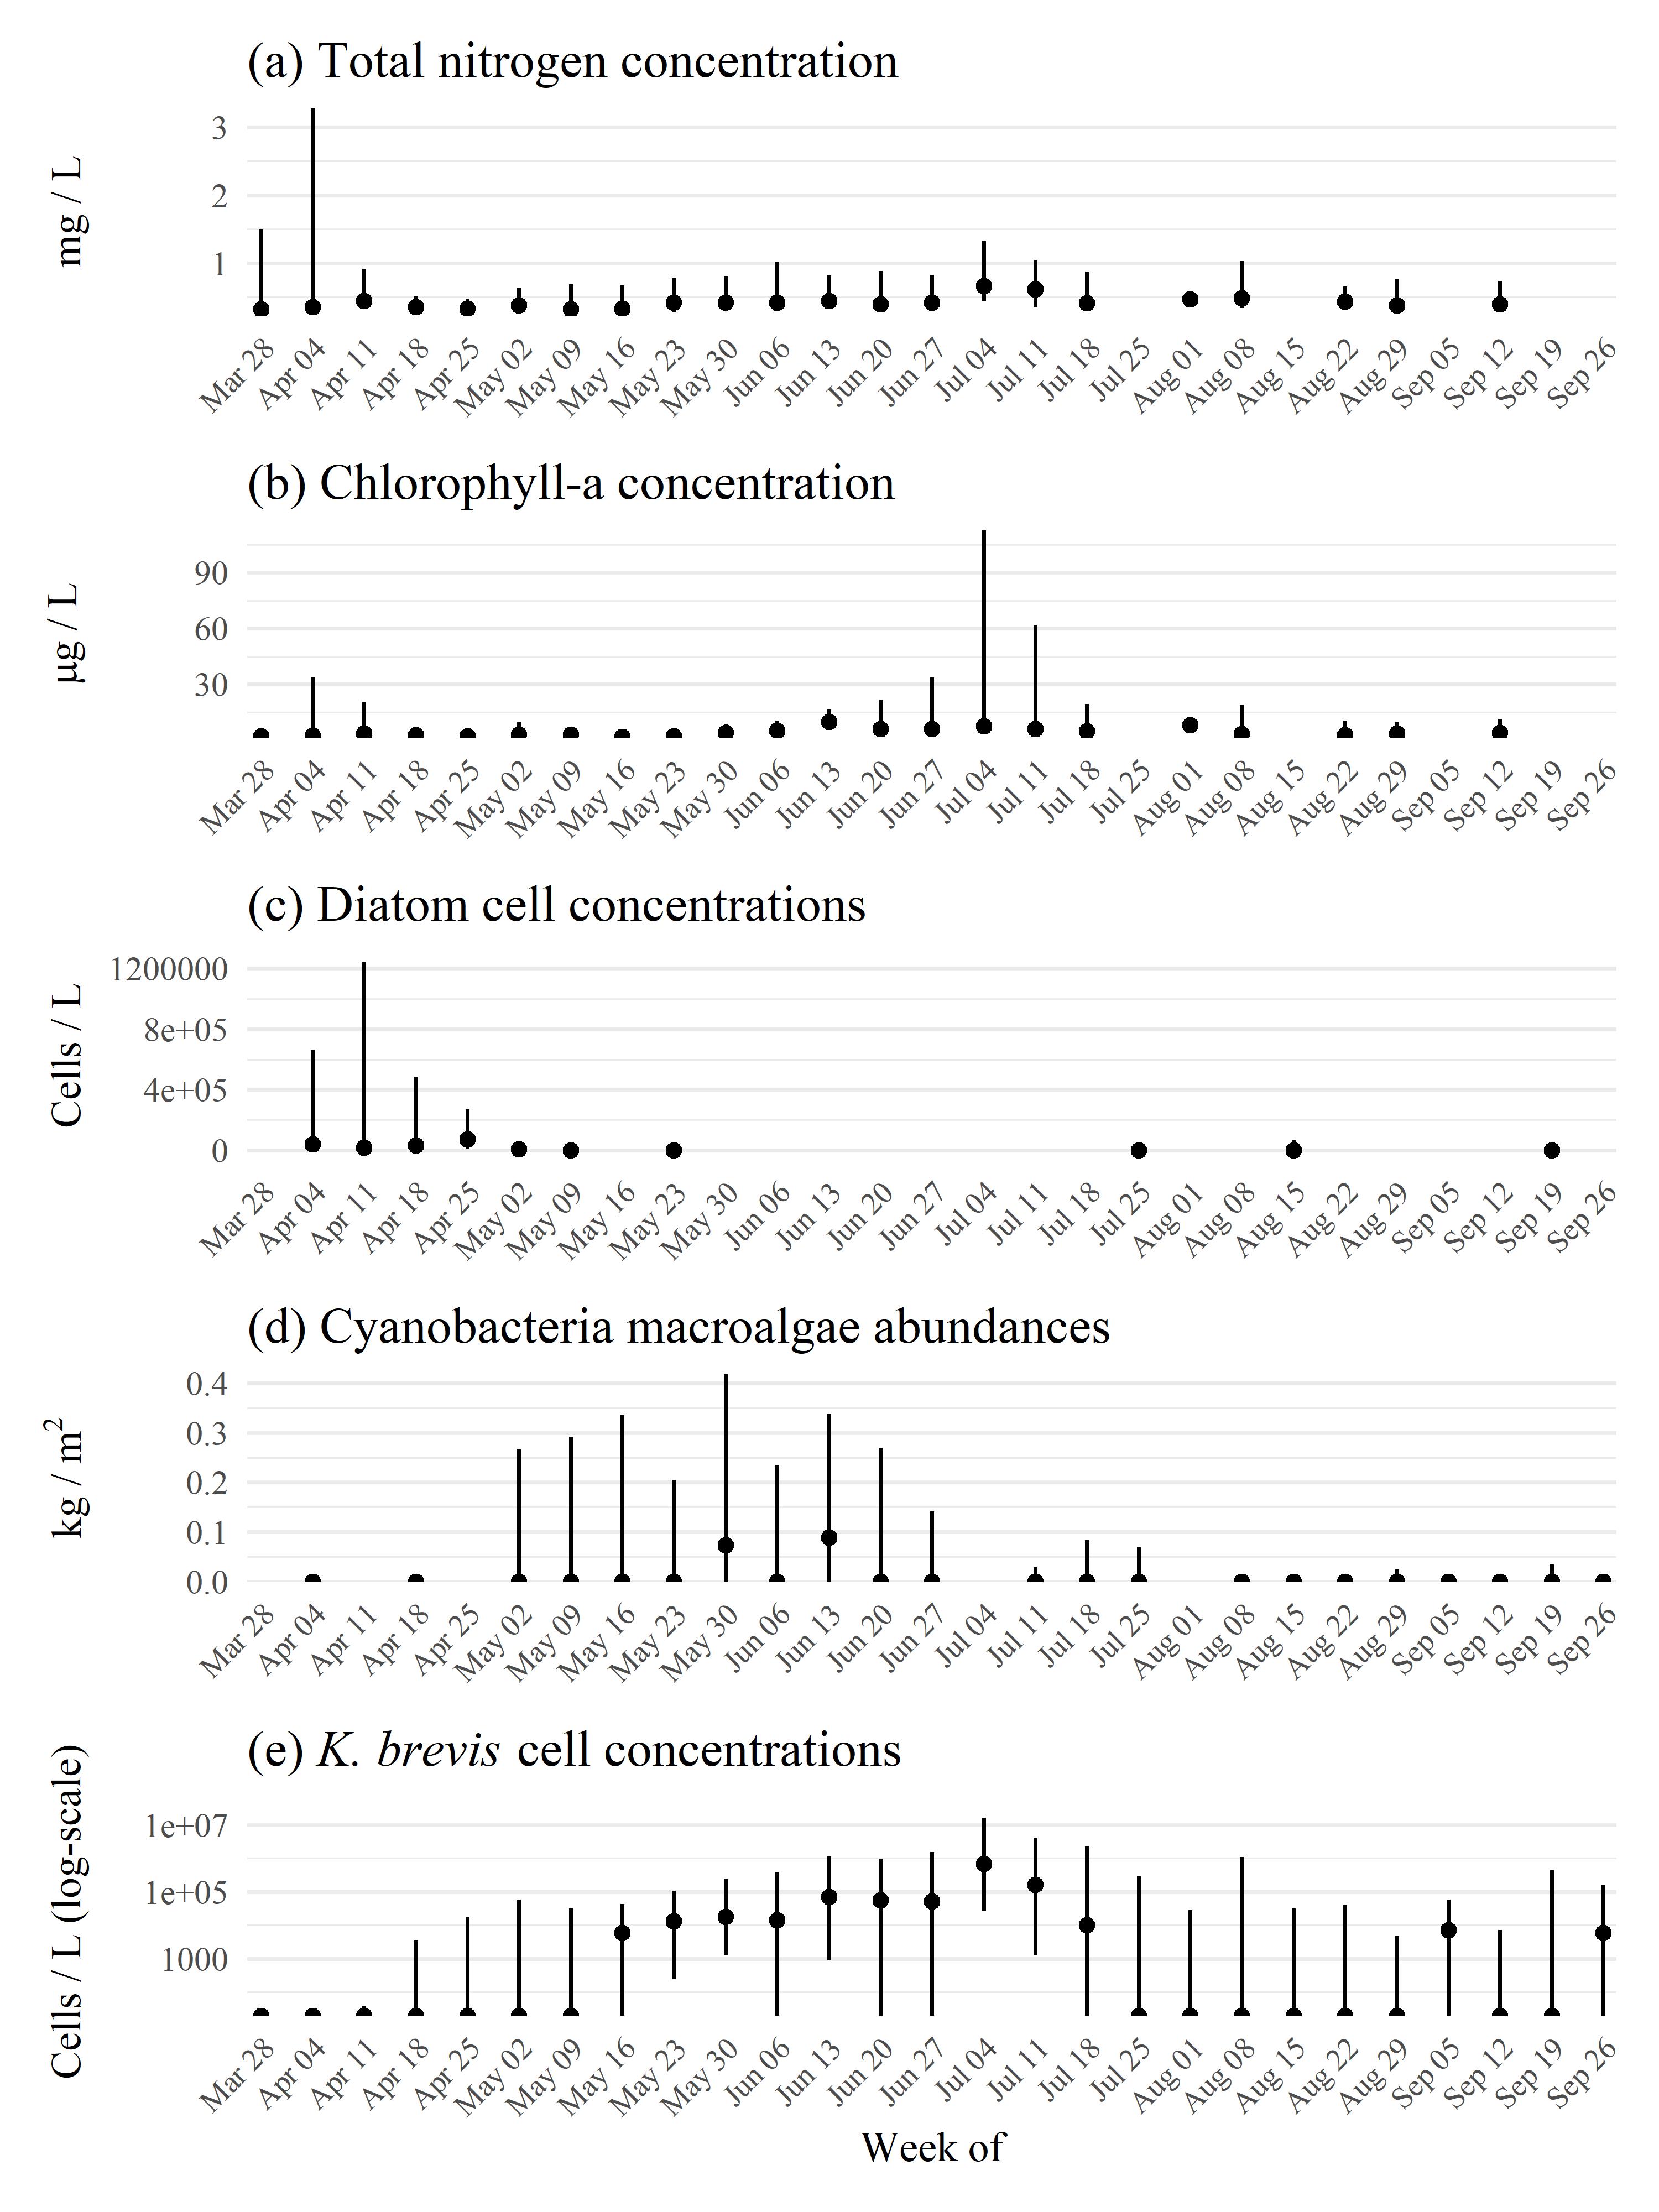 (a) Total nitrogen concentration
mg / L
3
2
1
Mar 28 Apr 04 Apr 11 Apr 18 Apr 25 May 02 May 09 May 16 May 23 May 30 Jun 06 Jun 13 Jun 20 Jun 27 Jul 04 Jul 11 Jul 18 Jul 25 Aug 01 Aug 08 Aug 15 Aug 22 Aug 29 Sep 05 Sep 12 Sep 19 Sep 26
(b) Chlorophyll-a concentration
μg / L
90
60
30
Mar 28 Apr 04 Apr 11 Apr 18 Apr 25 May 02 May 09 May 16 May 23 May 30 Jun 06 Jun 13 Jun 20 Jun 27 Jul 04 Jul 11 Jul 18 Jul 25 Aug 01 Aug 08 Aug 15 Aug 22 Aug 29 Sep 05 Sep 12 Sep 19 Sep 26
(c) Diatom cell concentrations
Cells / L
1200000
8e+05
4e+05
0
Mar 28 Apr 04 Apr 11 Apr 18 Apr 25 May 02 May 09 May 16 May 23 May 30 Jun 06 Jun 13 Jun 20 Jun 27 Jul 04 Jul 11 Jul 18 Jul 25 Aug 01 Aug 08 Aug 15 Aug 22 Aug 29 Sep 05 Sep 12 Sep 19 Sep 26
(d) Cyanobacteria macroalgae abundances
kg / m²
0.4
0.3
0.2
0.1
0.0
Mar 28 Apr 04 Apr 11 Apr 18 Apr 25 May 02 May 09 May 16 May 23 May 30 Jun 06 Jun 13 Jun 20 Jun 27 Jul 04 Jul 11 Jul 18 Jul 25 Aug 01 Aug 08 Aug 15 Aug 22 Aug 29 Sep 05 Sep 12 Sep 19 Sep 26
(e) K. brevis cell concentrations
Cells / L (log-scale)
1e+07
1e+05
1000
Mar 28 Apr 04 Apr 11 Apr 18 Apr 25 May 02 May 09 May 16 May 23 May 30 Jun 06 Jun 13 Jun 20 Jun 27 Jul 04 Jul 11 Jul 18 Jul 25 Aug 01 Aug 08 Aug 15 Aug 22 Aug 29 Sep 05 Sep 12 Sep 19 Sep 26
Week of